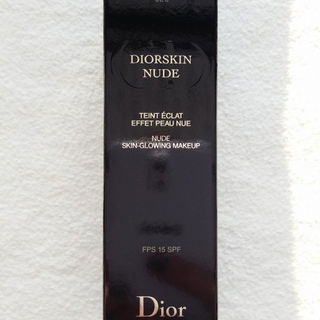 DIORSKIN
NUDE
TEINT ÉCLAT
EFFET PEAU NUE
NUDE
SKIN-GLOWING MAKEUP
FPS 15 SPF
Dior